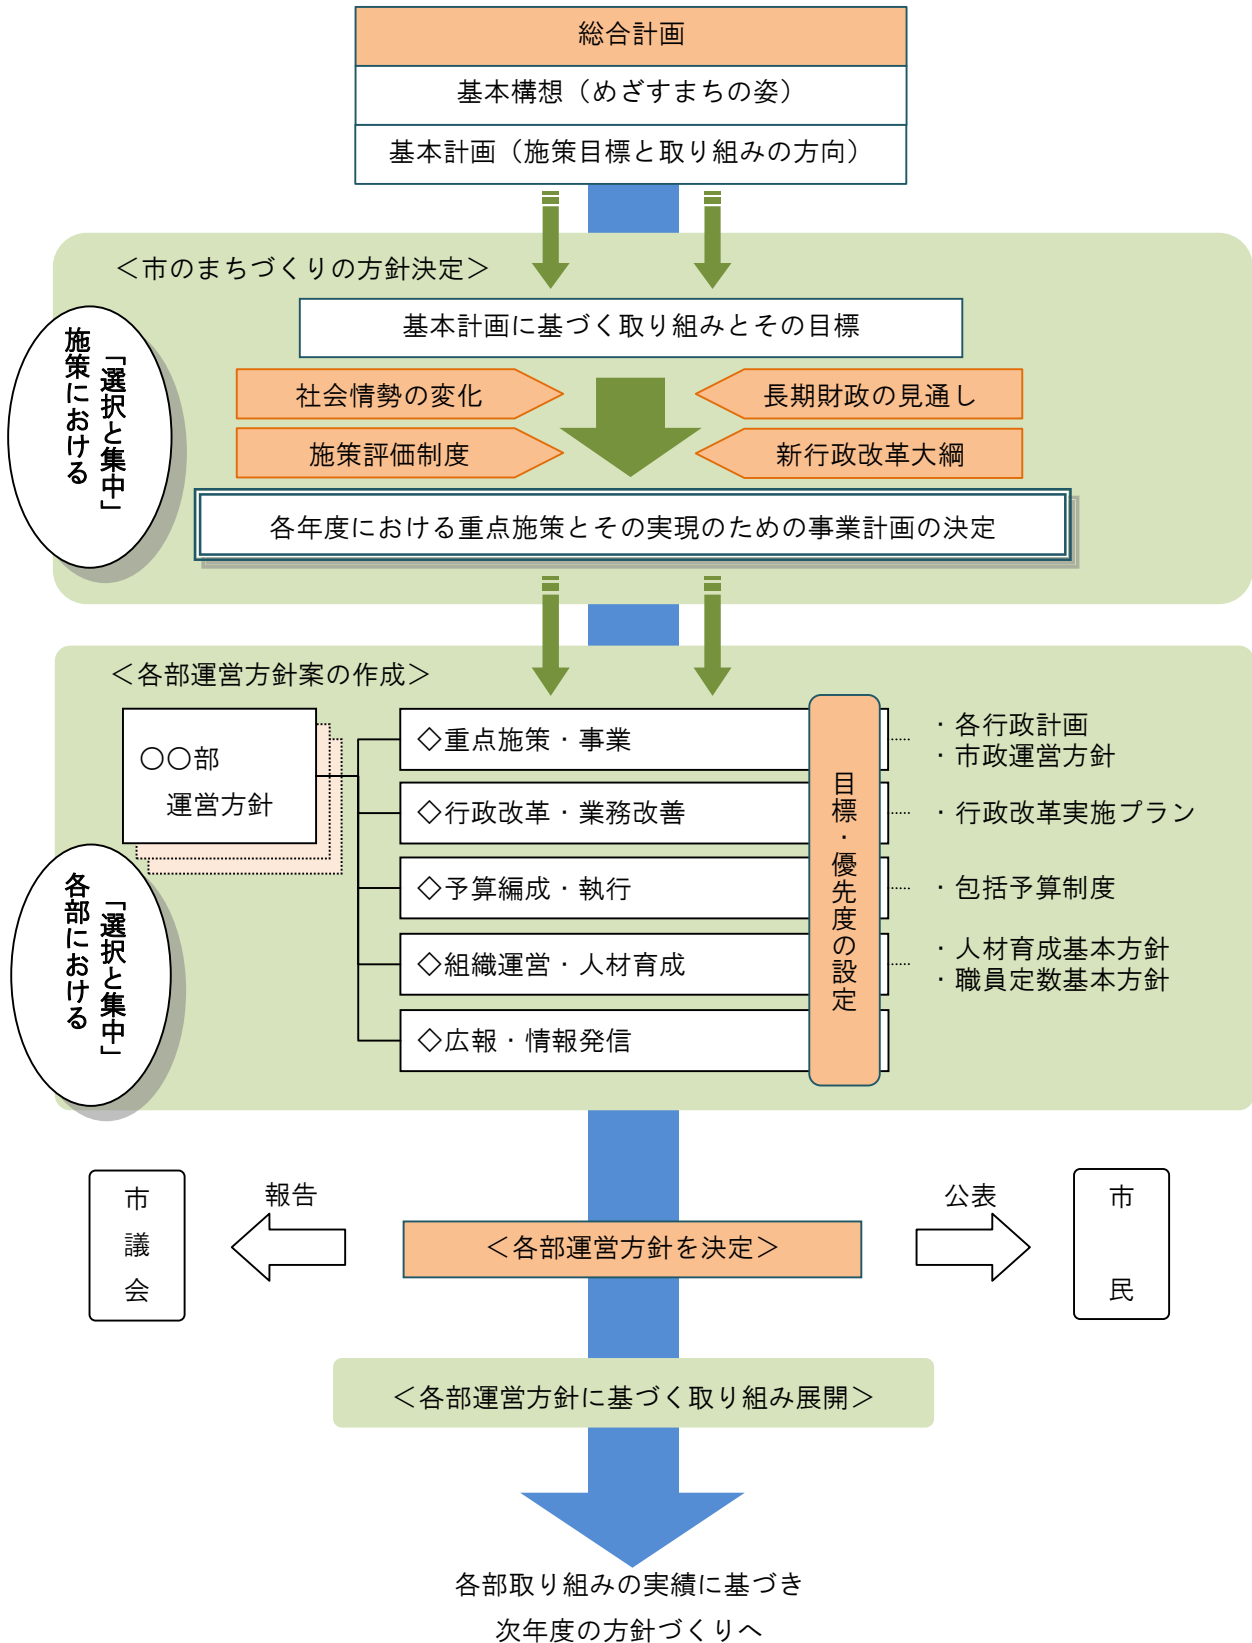 総合計画
基本構想（めざすまちの姿）
基本計画（施策目標と取り組みの方向）
＜市のまちづくりの方針決定＞
施策における
「選択と集中」
基本計画に基づく取り組みとその目標
社会情勢の変化
長期財政の見通し
施策評価制度
新行政改革大綱
各年度における重点施策とその実現のための事業計画の決定
＜各部運営方針案の作成＞
〇〇部
運営方針
各部における
「選択と集中」
◇重点施策・事業
◇行政改革・業務改善
◇予算編成・執行
◇組織運営・人材育成
◇広報・情報発信
目標・優先度の設定
・各行政計画
・市政運営方針
・行政改革実施プラン
・包括予算制度
・人材育成基本方針
・職員定数基本方針
市議会
報告
＜各部運営方針を決定＞
公表
市民
＜各部運営方針に基づく取り組み展開＞
各部取り組みの実績に基づき
次年度の方針づくりへ